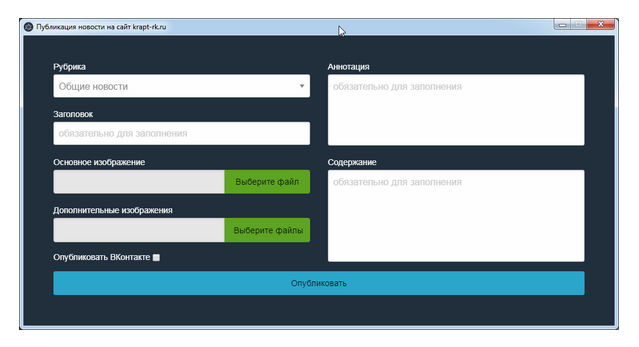 Публикация новости на сайт krapt-rk.ru
Рубрика
Общие новости
Заголовок
обязательно для заполнения
Основное изображение
Выберите файл
Дополнительные изображения
Выберите файлы
Опубликовать ВКонтакте
Аннотация
обязательно для заполнения
Содержание
обязательно для заполнения
Опубликовать